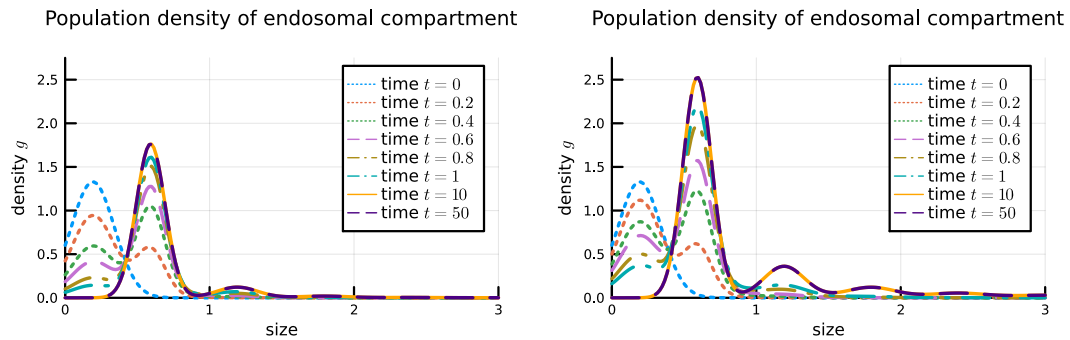 Population density of endosomal compartment
density g
2.5
2.0
1.5
1.0
0.5
0.0
0
1
2
3
size
time t = 0
time t = 0.2
time t = 0.4
time t = 0.6
time t = 0.8
time t = 1
time t = 10
time t = 50
Population density of endosomal compartment
density g
2.5
2.0
1.5
1.0
0.5
0.0
0
1
2
3
size
time t = 0
time t = 0.2
time t = 0.4
time t = 0.6
time t = 0.8
time t = 1
time t = 10
time t = 50